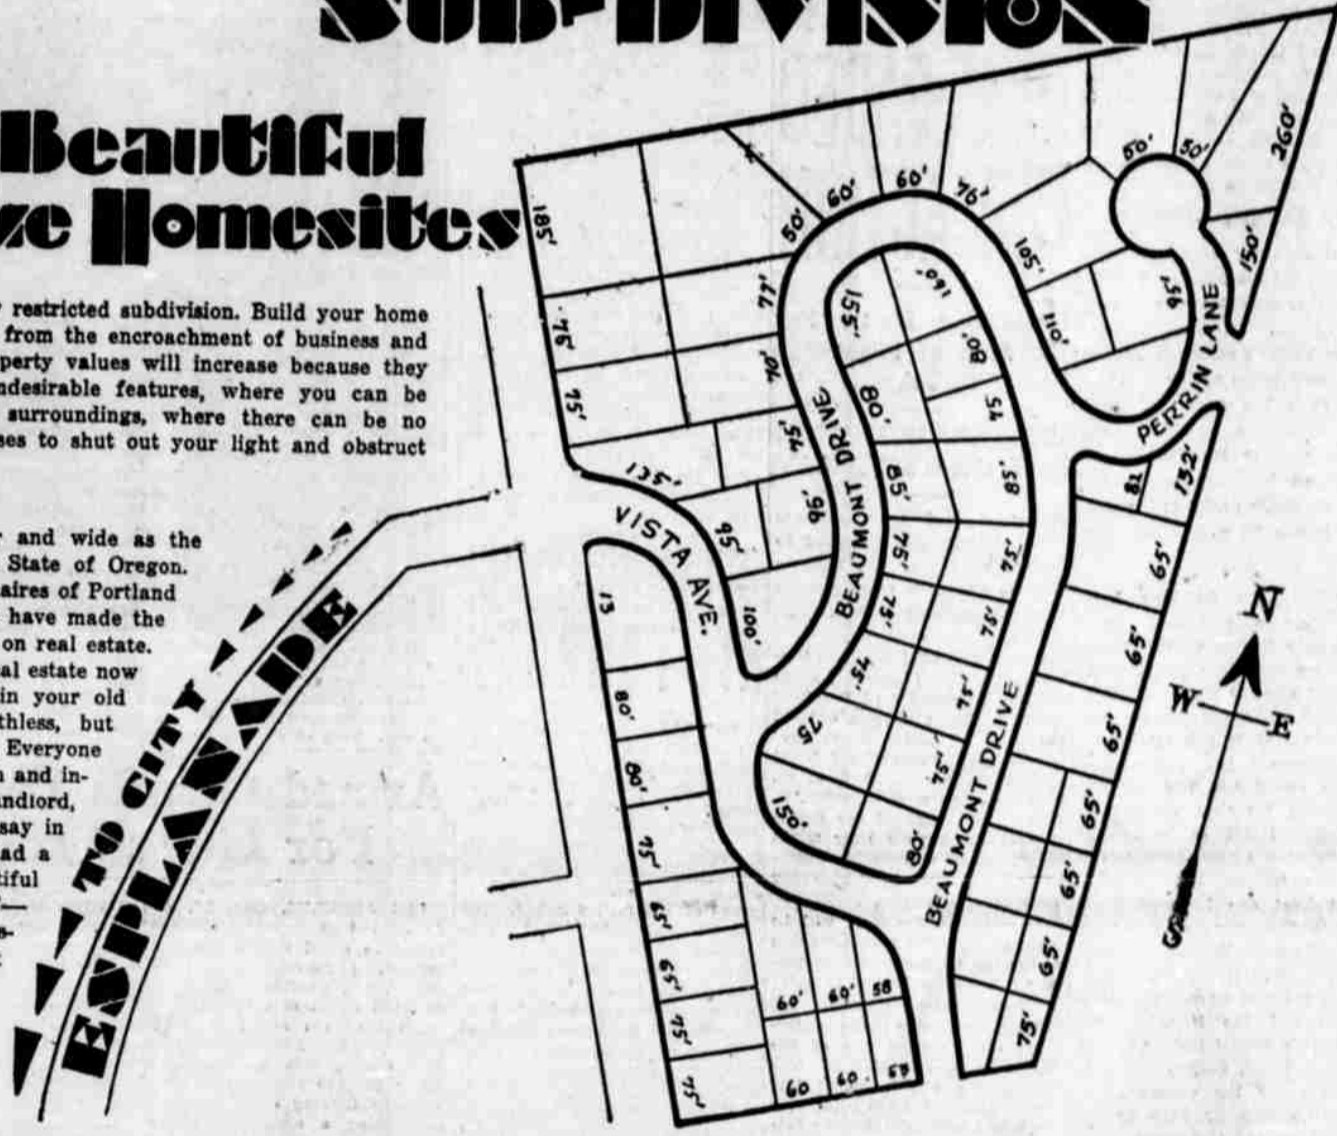 SUB-DIVISION
Beautiful
Homesites
restricted subdivision. Build your home
from the encroachment of business and
perty values will increase because they
ndesirable features, where you can be
surroundings, where there can be no
ses to shut out your light and obstruct
and wide as the
State of Oregon.
aires of Portland
have made the
on real estate.
al estate now
in your old
thless, but
Everyone
n and in-
andlord,
say in
ad a
tiful
TO CITY
ESPLANADE
VISTA AVE.
BEAUMONT DRIVE
BEAUMONT DRIVE
PERRIN LANE
N
W
E
185'
76'
75'
135'
95'
100'
50'
60'
60'
76'
105'
110'
50'
50'
95'
260'
150'
77'
70'
75'
95'
155'
160'
80'
80'
75
85'
85'
75'
75'
75'
75'
75'
75'
75
75'
150'
80'
82
132'
65'
65'
65'
65'
65'
65'
75'
13
80'
80'
75'
65'
65'
75'
75'
60'
60'
58
60
60